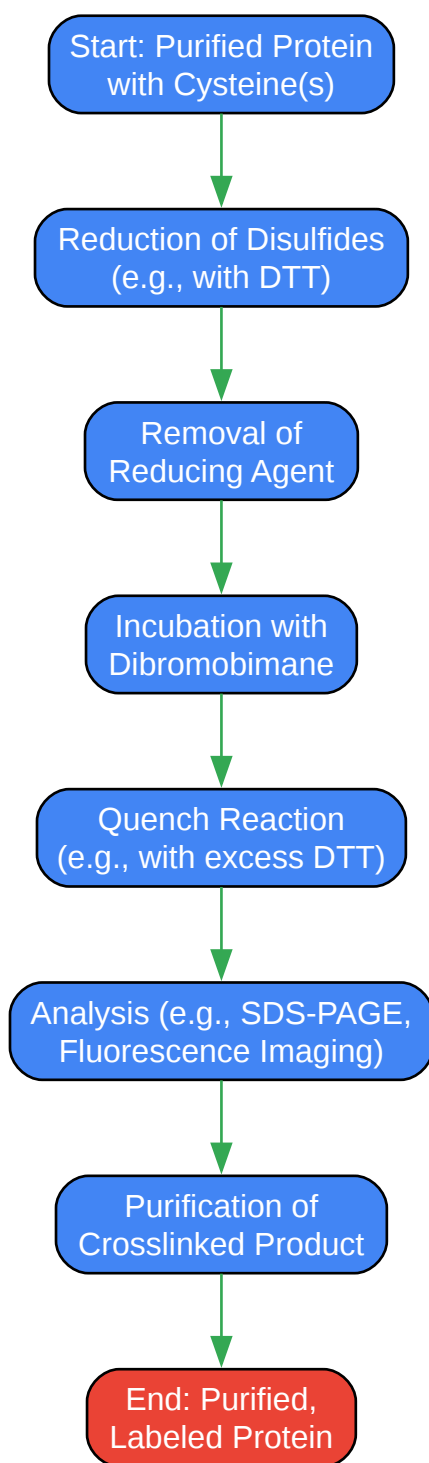 Start: Purified Protein
with Cysteine(s)
Reduction of Disulfides
(e.g., with DTT)
Removal of
Reducing Agent
Incubation with
Dibromobimane
Quench Reaction
(e.g., with excess DTT)
Analysis (e.g., SDS-PAGE,
Fluorescence Imaging)
Purification of
Crosslinked Product
End: Purified,
Labeled Protein